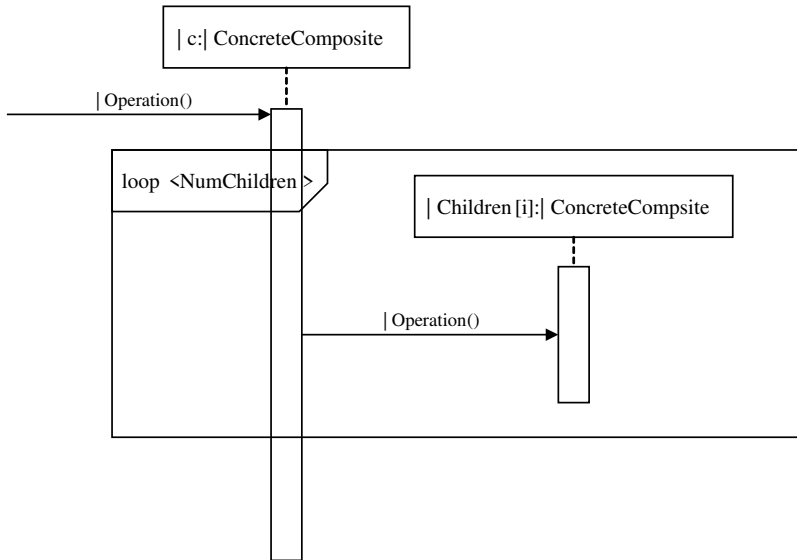 | c:| ConcreteComposite
| Operation()
loop <NumChildren >
| Children [i]:| ConcreteCompsite
| Operation()